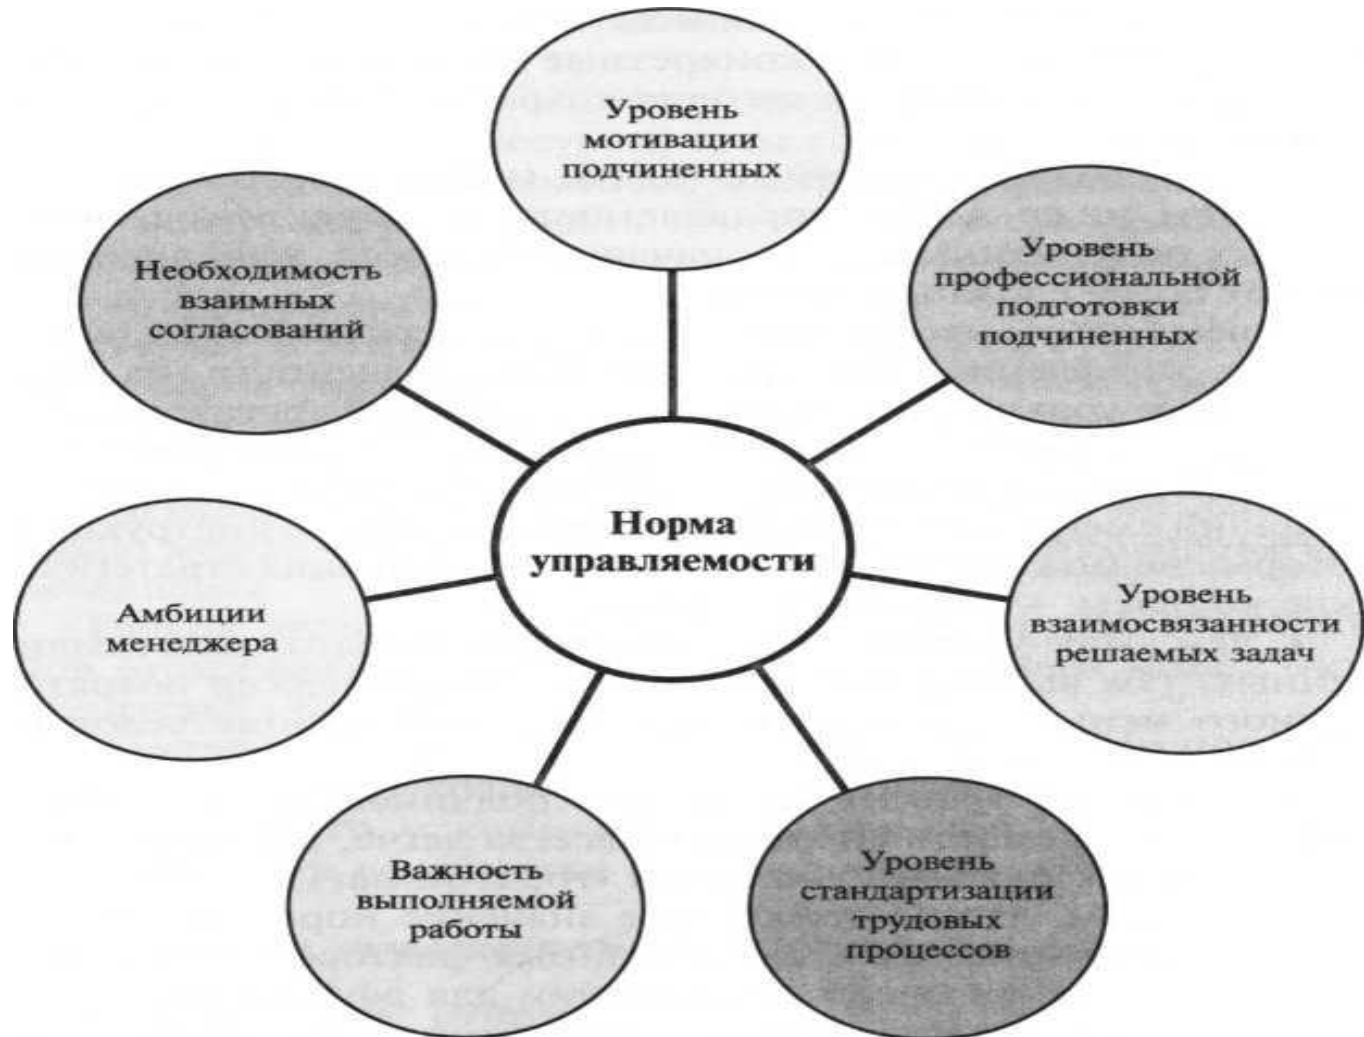 Уровень
мотивации
подчиненных
Необходимость
взаимных
согласований
Уровень
профессиональной
подготовки
подчиненных
Норма
управляемости
Амбиции
менеджера
Уровень
взаимосвязанности
решаемых задач
Важность
выполняемой
работы
Уровень
стандартизации
трудовых
процессов